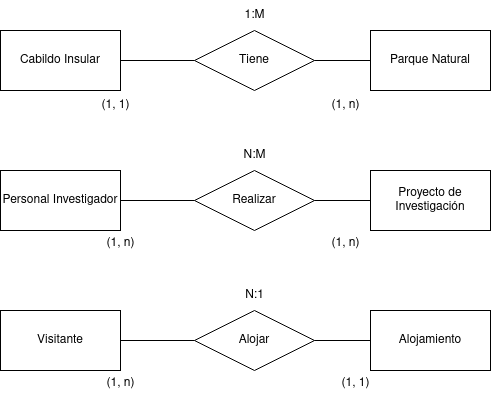 1:M
Cabildo Insular
Tiene
Parque Natural
(1, 1)
(1, n)
N:M
Personal Investigador
Realizar
Proyecto de
Investigación
(1, n)
(1, n)
N:1
Visitante
Alojar
Alojamiento
(1, n)
(1, 1)